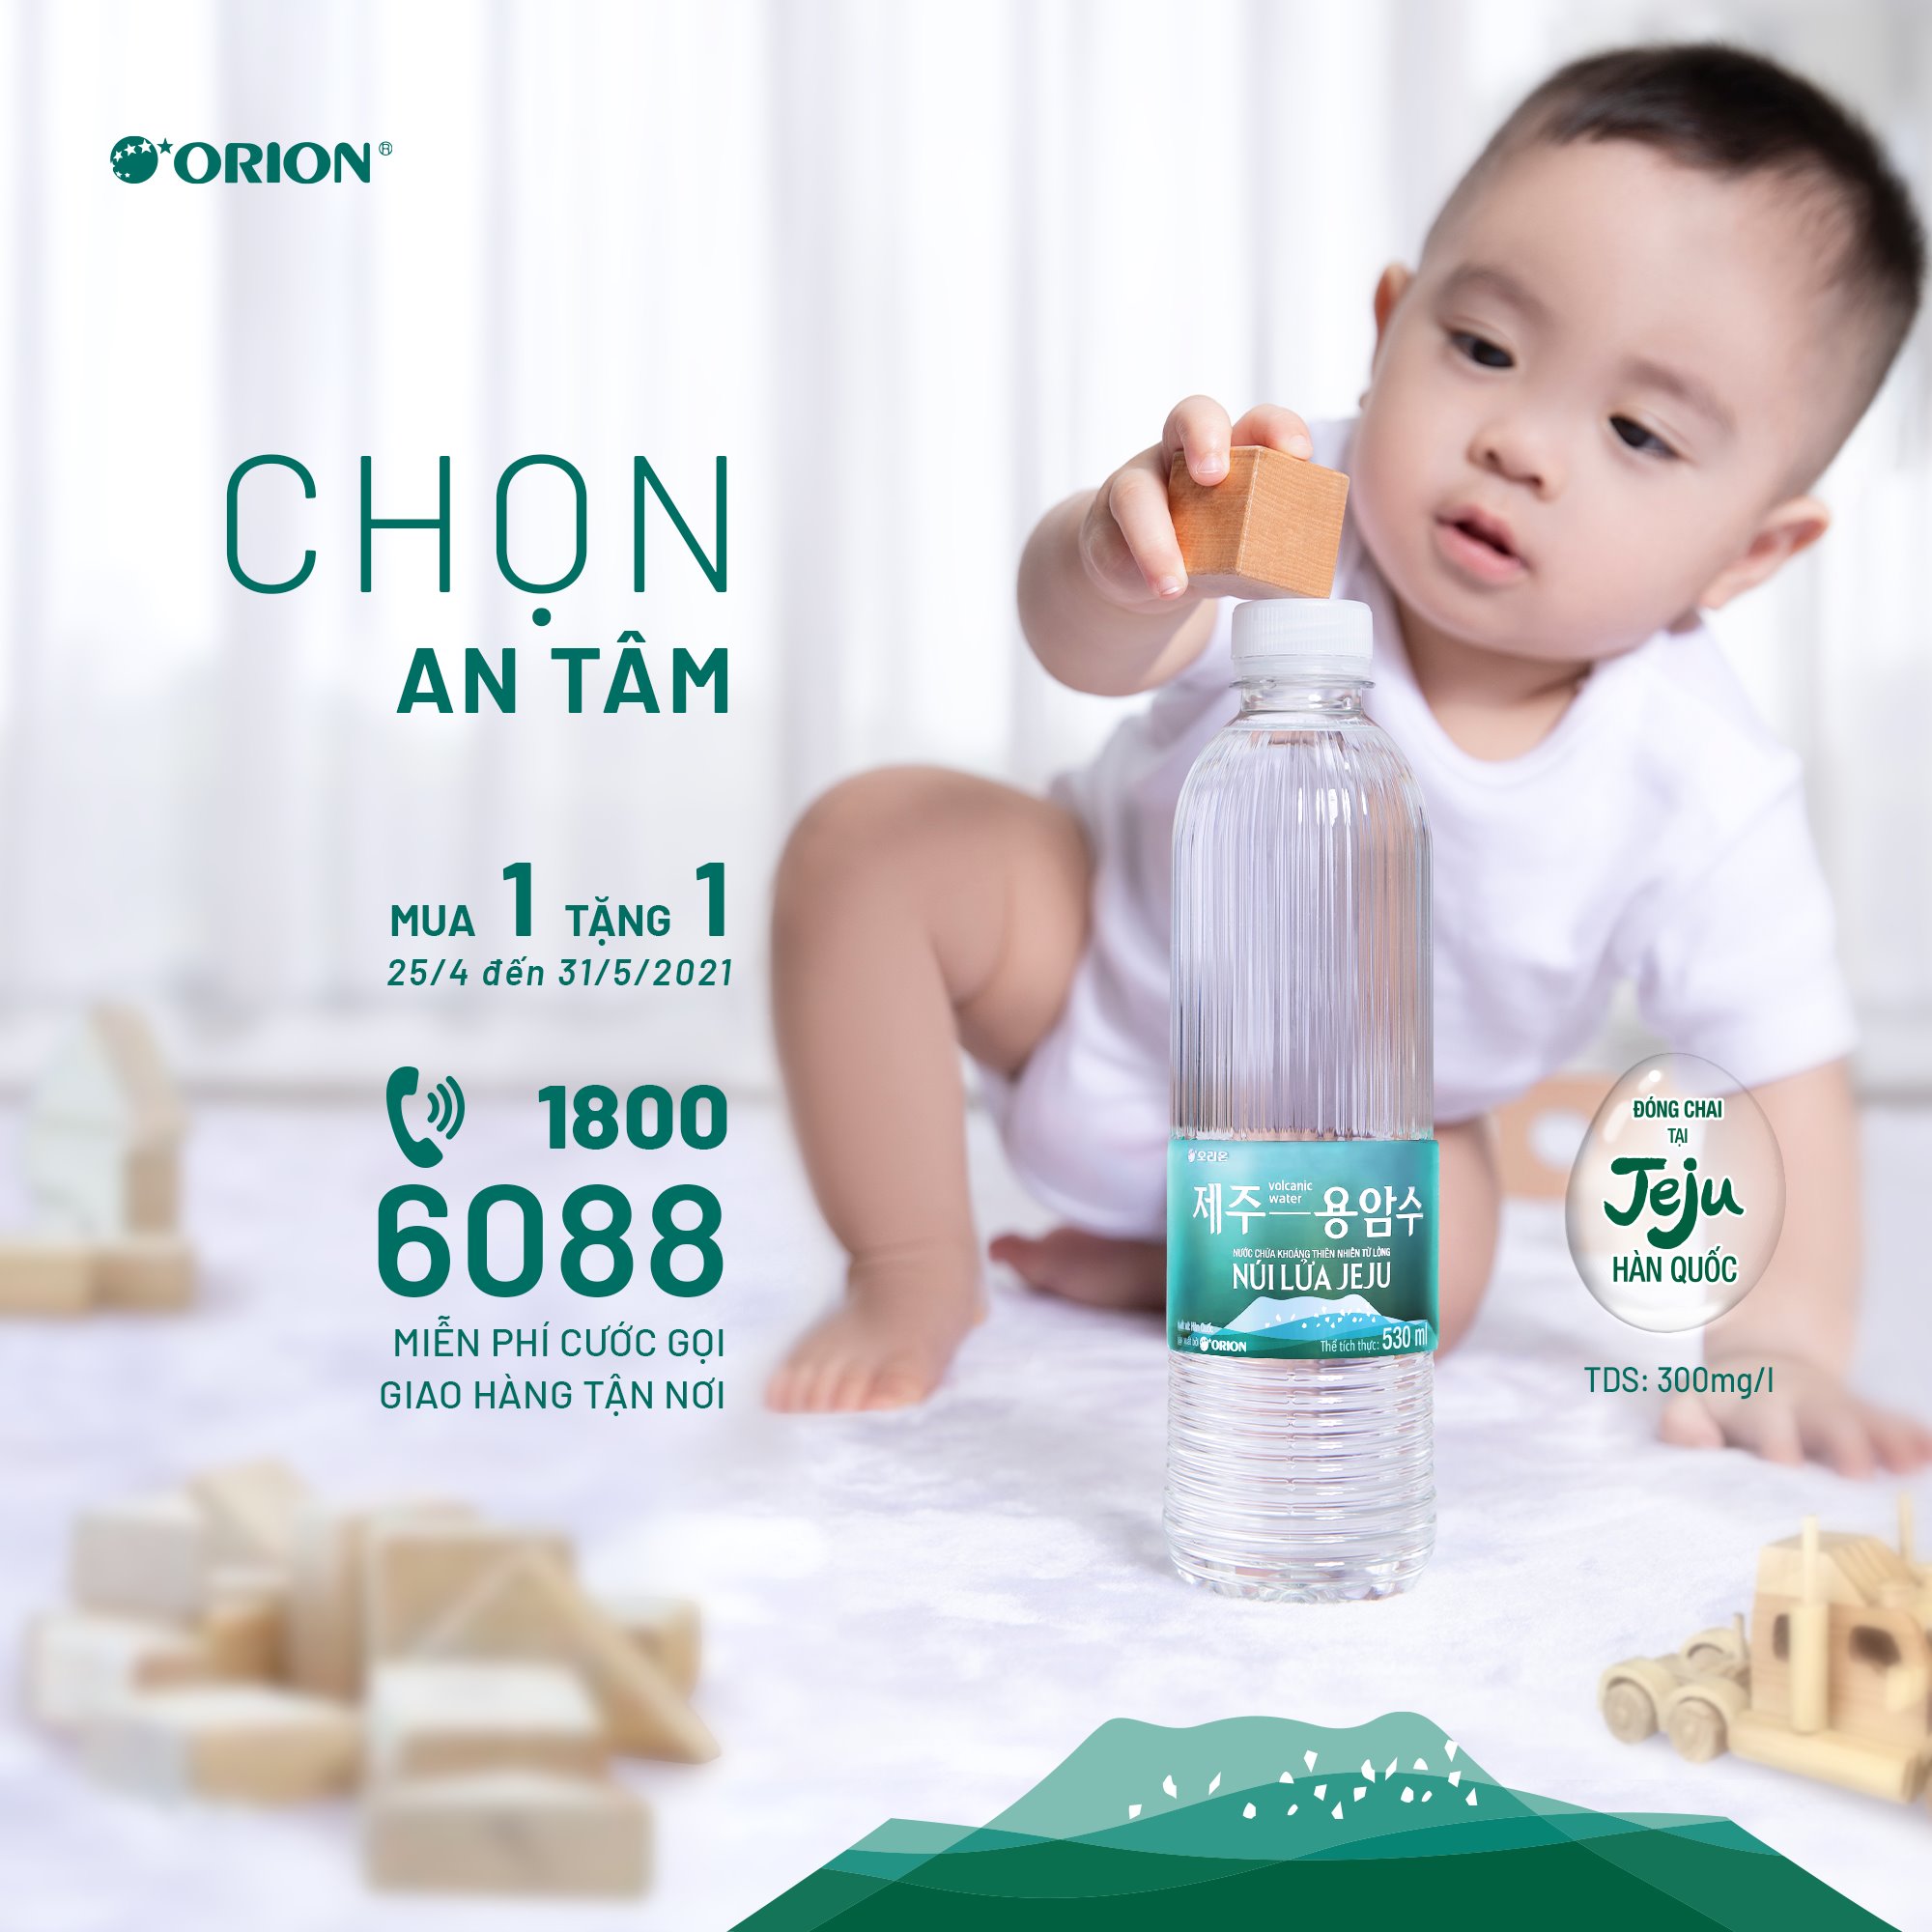 ORION®
CHỌN
AN TÂM
MUA 1 TẶNG 1
25/4 đến 31/5/2021
1800
6088
MIỄN PHÍ CƯỚC GỌI
GIAO HÀNG TẬN NƠI
오리온
제주 volcanic water 용암수
NƯỚC CHỨA KHOÁNG THIÊN NHIÊN TỪ LÒNG
NÚI LỬA JEJU
ORION
Thể tích thực: 530 ml
ĐÓNG CHAI
TẠI
Jeju
HÀN QUỐC
TDS: 300mg/l